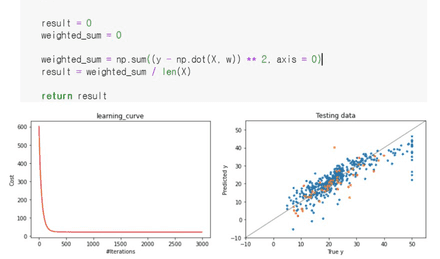 result = 0
weighted_sum = 0
weighted_sum = np.sum((y - np.dot(X, w)) ** 2, axis = 0)
result = weighted_sum / len(X)
return result
learning_curve
Cost
600
500
400
300
200
100
0
0 500 1000 1500 2000 2500 3000
#Iterations
Testing data
Predicted y
50
40
30
20
10
0
−10
−10 0 10 20 30 40 50
True y